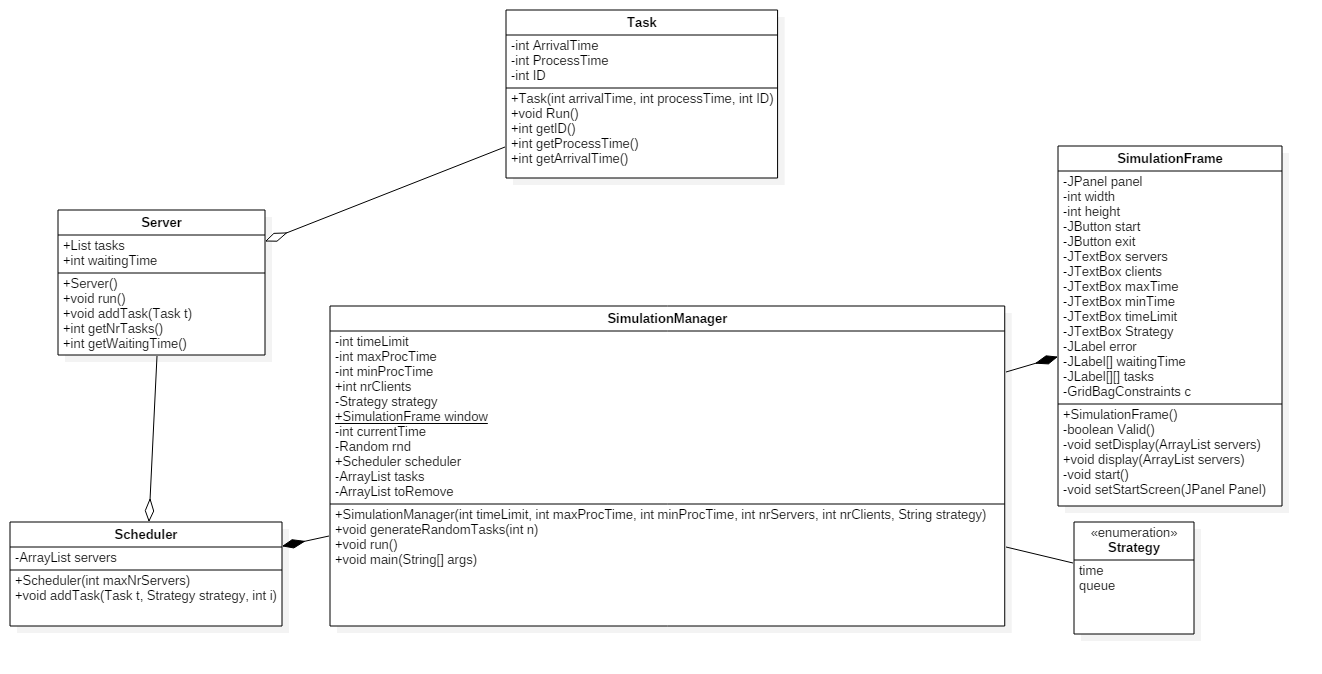 Task
-int ArrivalTime
-int ProcessTime
-int ID
+Task(int arrivalTime, int processTime, int ID)
+void Run()
+int getID()
+int getProcessTime()
+int getArrivalTime()
SimulationFrame
-JPanel panel
-int width
-int height
-JButton start
-JButton exit
-JTextBox servers
-JTextBox clients
-JTextBox maxTime
-JTextBox minTime
-JTextBox timeLimit
-JTextBox Strategy
-JLabel error
-JLabel[] waitingTime
-JLabel[][] tasks
-GridBagConstraints c
+SimulationFrame()
-boolean Valid()
-void setDisplay(ArrayList servers)
+void display(ArrayList servers)
-void start()
-void setStartScreen(JPanel Panel)
Server
+List tasks
+int waitingTime
+Server()
+void run()
+void addTask(Task t)
+int getNrTasks()
+int getWaitingTime()
SimulationManager
-int timeLimit
-int maxProcTime
-int minProcTime
+int nrClients
-Strategy strategy
+SimulationFrame window
-int currentTime
-Random rnd
+Scheduler scheduler
-ArrayList tasks
-ArrayList toRemove
+SimulationManager(int timeLimit, int maxProcTime, int minProcTime, int nrServers, int nrClients, String strategy)
+void generateRandomTasks(int n)
+void run()
+void main(String[] args)
Scheduler
-ArrayList servers
+Scheduler(int maxNrServers)
+void addTask(Task t, Strategy strategy, int i)
«enumeration»
Strategy
time
queue